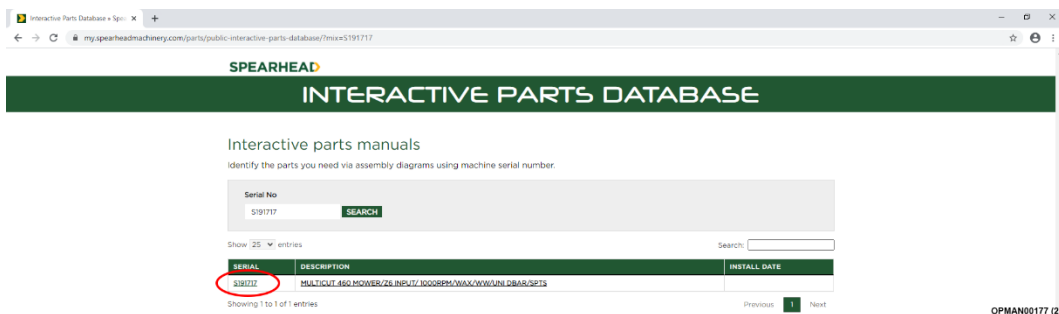 Interactive Parts Database » Spea
my.spearheadmachinery.com/parts/public-interactive-parts-database/?mix=S191717
SPEARHEAD
INTERACTIVE PARTS DATABASE
Interactive parts manuals
Identify the parts you need via assembly diagrams using machine serial number.
Serial No
S191717 SEARCH
Show 25 entries Search:
SERIAL DESCRIPTION INSTALL DATE
S191717 MULTICUT 460 MOWER/Z6 INPUT/ 1000RPM/WAX/WW/UNI DBAR/SPTS
Showing 1 to 1 of 1 entries Previous 1 Next
OPMAN00177 (2